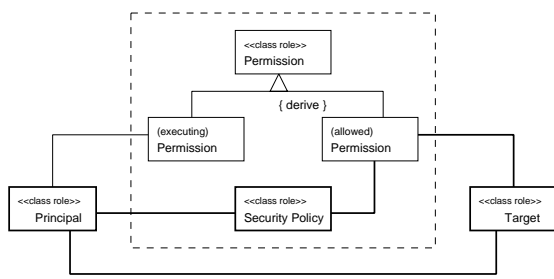 <<class role>>
Permission
{ derive }
(executing)
Permission
(allowed)
Permission
<<class role>>
Principal
<<class role>>
Security Policy
<<class role>>
Target